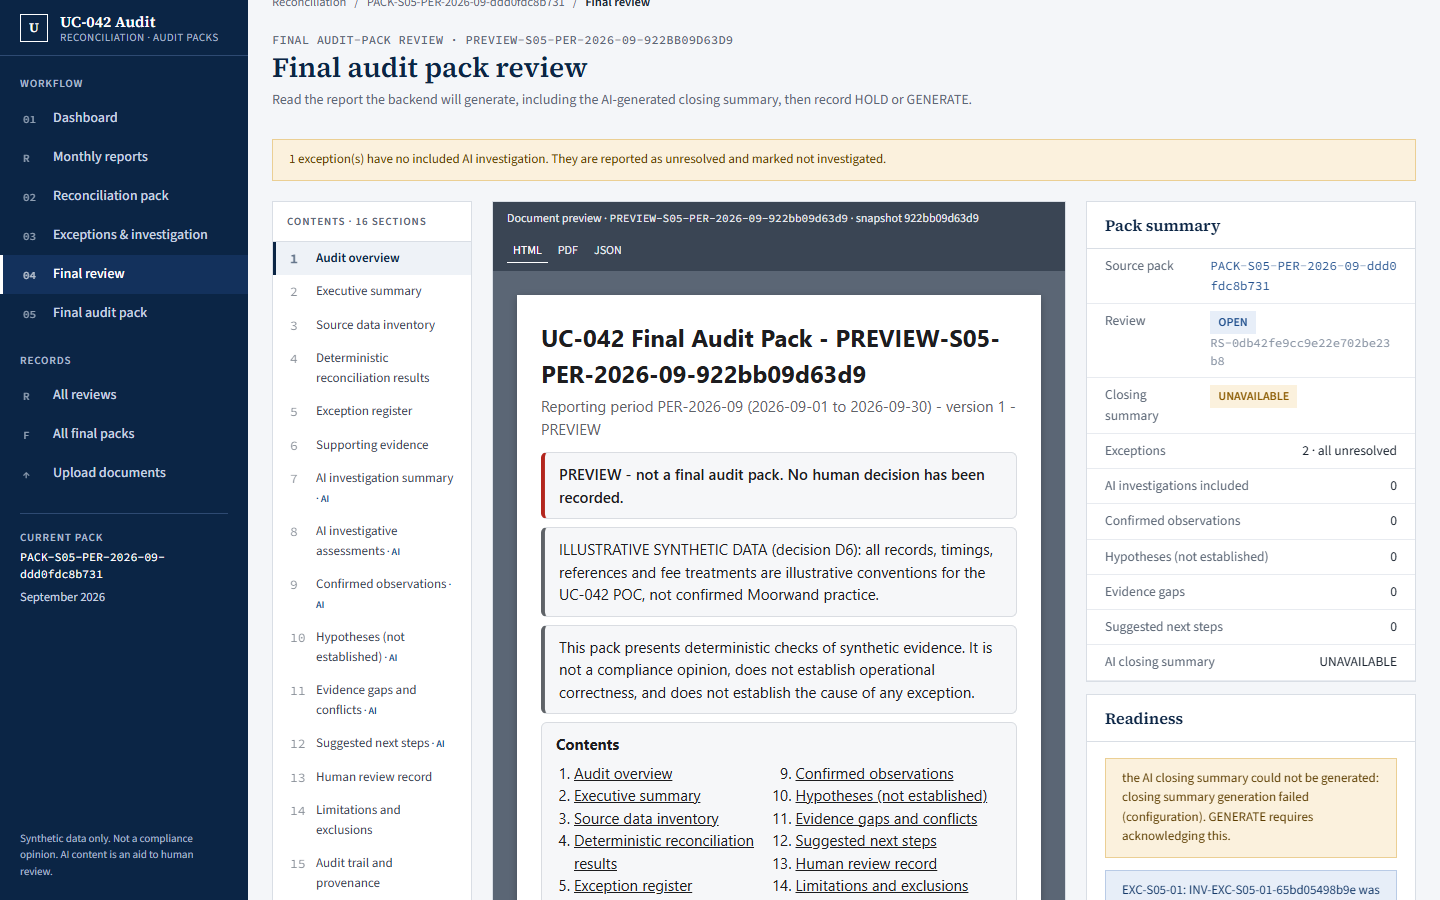 U
UC-042 Audit
RECONCILIATION · AUDIT PACKS
WORKFLOW
01 Dashboard
R Monthly reports
02 Reconciliation pack
03 Exceptions & investigation
04 Final review
05 Final audit pack
RECORDS
R All reviews
F All final packs
↑ Upload documents
CURRENT PACK
PACK-S05-PER-2026-09-
ddd0fdc8b731
September 2026
Synthetic data only. Not a compliance
opinion. AI content is an aid to human
review.
Reconciliation / PACK-S05-PER-2026-09-ddd0fdc8b731 / Final review
FINAL AUDIT-PACK REVIEW · PREVIEW-S05-PER-2026-09-922BB09D63D9
Final audit pack review
Read the report the backend will generate, including the AI-generated closing summary, then record HOLD or GENERATE.
1 exception(s) have no included AI investigation. They are reported as unresolved and marked not investigated.
CONTENTS · 16 SECTIONS
1 Audit overview
2 Executive summary
3 Source data inventory
4 Deterministic
reconciliation results
5 Exception register
6 Supporting evidence
7 AI investigation summary
· AI
8 AI investigative
assessments · AI
9 Confirmed observations ·
AI
10 Hypotheses (not
established) · AI
11 Evidence gaps and
conflicts · AI
12 Suggested next steps · AI
13 Human review record
14 Limitations and
exclusions
15 Audit trail and
provenance
Document preview · PREVIEW-S05-PER-2026-09-922bb09d63d9 · snapshot 922bb09d63d9
HTML PDF JSON
UC-042 Final Audit Pack - PREVIEW-S05-
PER-2026-09-922bb09d63d9
Reporting period PER-2026-09 (2026-09-01 to 2026-09-30) - version 1 -
PREVIEW
PREVIEW - not a final audit pack. No human decision has been
recorded.
ILLUSTRATIVE SYNTHETIC DATA (decision D6): all records, timings,
references and fee treatments are illustrative conventions for the
UC-042 POC, not confirmed Moorwand practice.
This pack presents deterministic checks of synthetic evidence. It is
not a compliance opinion, does not establish operational
correctness, and does not establish the cause of any exception.
Contents
1. Audit overview
2. Executive summary
3. Source data inventory
4. Deterministic reconciliation
results
5. Exception register
9. Confirmed observations
10. Hypotheses (not established)
11. Evidence gaps and conflicts
12. Suggested next steps
13. Human review record
14. Limitations and exclusions
Pack summary
Source pack PACK-S05-PER-2026-09-ddd0
fdc8b731
Review OPEN
RS-0db42fe9cc9e22e702be23
b8
Closing
summary UNAVAILABLE
Exceptions 2 · all unresolved
AI investigations included 0
Confirmed observations 0
Hypotheses (not established) 0
Evidence gaps 0
Suggested next steps 0
AI closing summary UNAVAILABLE
Readiness
the AI closing summary could not be generated:
closing summary generation failed
(configuration). GENERATE requires
acknowledging this.
EXC-S05-01: INV-EXC-S05-01-65bd05498b9e was